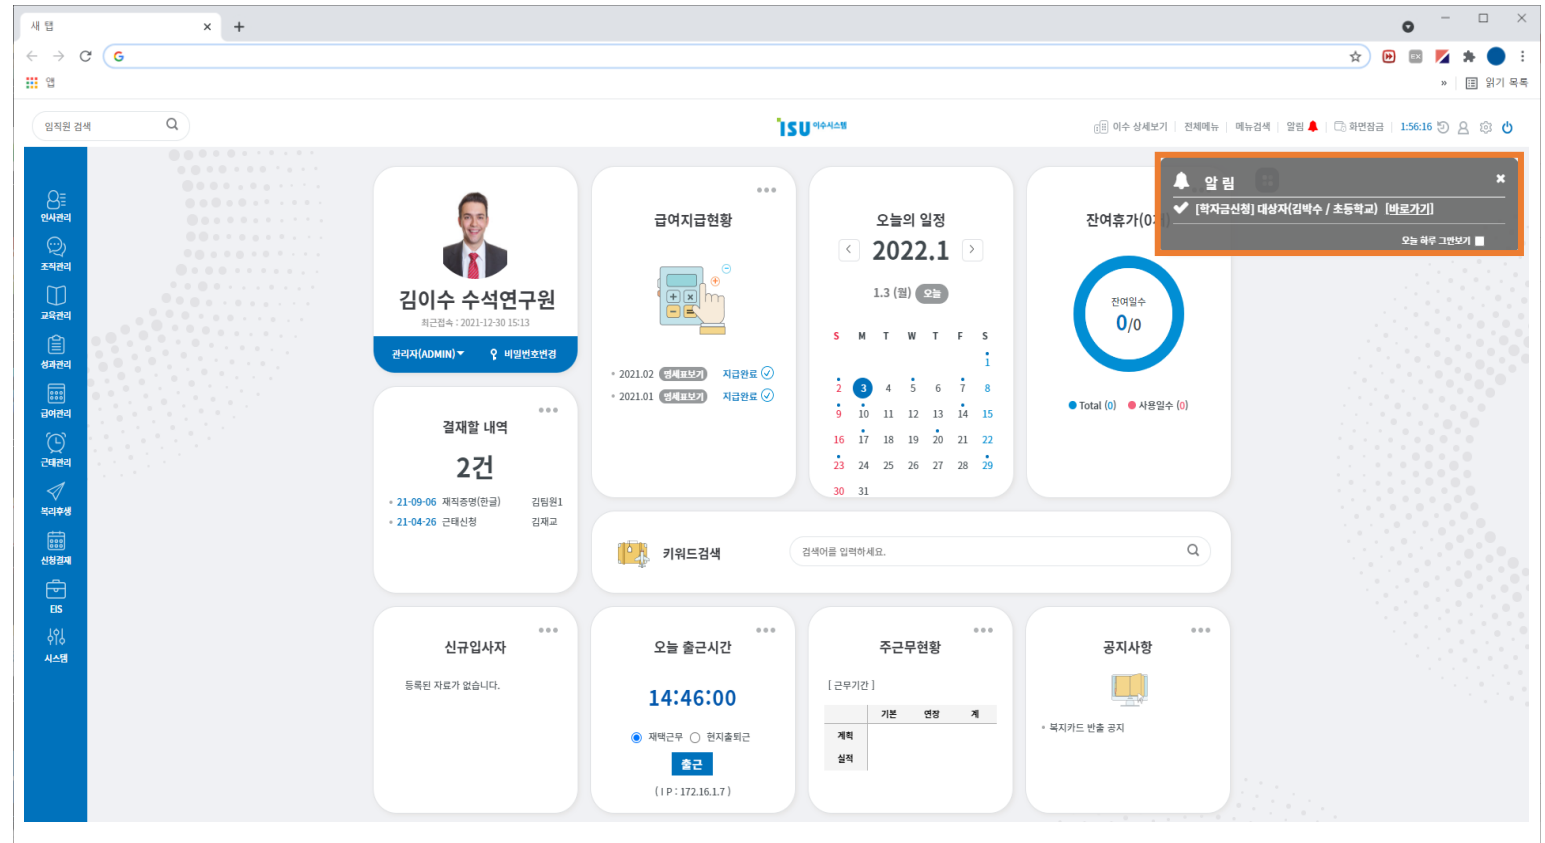 새 탭
앱
» 읽기 목록
임직원 검색
ISU 이수시스템
이수 상세보기 전체메뉴 메뉴검색 알림 화면잠금 1:56:16
알 림
[학자금신청] 대상자(김박수 / 초등학교) [바로가기]
오늘 하루 그만보기
인사관리
조직관리
교육관리
성과관리
급여관리
근태관리
복리후생
신청결재
EIS
시스템
김이수 수석연구원
최근접속 : 2021-12-30 15:13
관리자(ADMIN) 비밀번호변경
급여지급현황
• 2021.02 명세표보기 지급완료
• 2021.01 명세표보기 지급완료
오늘의 일정
< 2022.1 >
1.3 (월) 오늘
S M T W T F S
1
2 3 4 5 6 7 8
9 10 11 12 13 14 15
16 17 18 19 20 21 22
23 24 25 26 27 28 29
30 31
잔여휴가(0
잔여일수
0/0
Total (0) 사용일수 (0)
결재할 내역
2건
• 21-09-06 재직증명(한글) 김팀원1
• 21-04-26 근태신청 김재교
키워드검색
검색어를 입력하세요.
신규입사자
등록된 자료가 없습니다.
오늘 출근시간
14:46:00
재택근무 현지출퇴근
출근
( I P : 172.16.1.7 )
주근무현황
[ 근무기간 ]
기본 연장 계
계획
실적
공지사항
• 복지카드 반출 공지